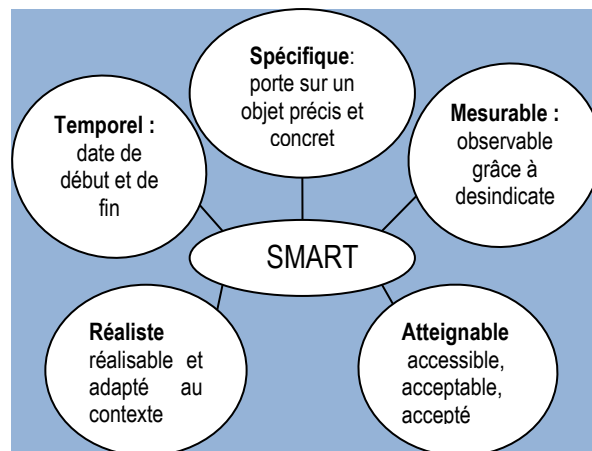 Spécifique:
porte sur un
objet précis et
concret
Mesurable :
observable
grâce à
desindicate
Temporel :
date de
début et de
fin
SMART
Réaliste
réalisable et
adapté au
contexte
Atteignable
accessible,
acceptable,
accepté